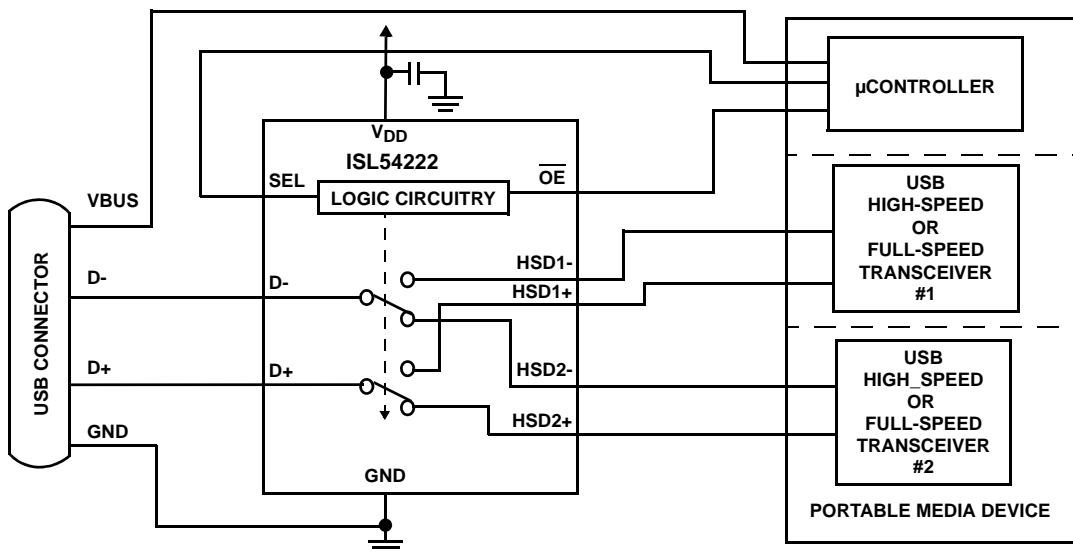 µCONTROLLER
VDD
ISL54222
SEL
OE
LOGIC CIRCUITRY
VBUS
USB
HIGH-SPEED
OR
FULL-SPEED
TRANSCEIVER
#1
HSD1-
D-
D-
HSD1+
USB CONNECTOR
USB
HIGH_SPEED
OR
FULL-SPEED
TRANSCEIVER
#2
D+
D+
HSD2-
HSD2+
GND
GND
PORTABLE MEDIA DEVICE